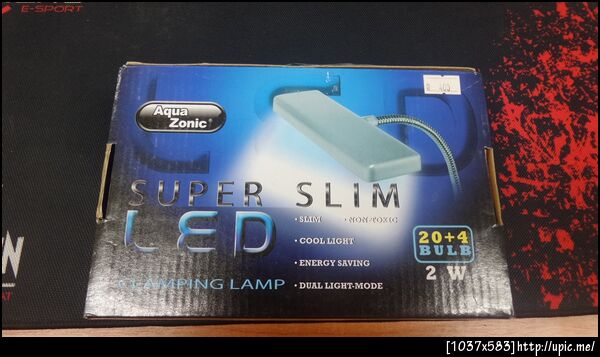 E-SPORT
400
Aqua
Zonic
SUPER SLIM
LED
CLAMPING LAMP
• SLIM • NON-TOXIC
• COOL LIGHT
• ENERGY SAVING
• DUAL LIGHT-MODE
20+4
BULB
2 W
[1037x583]http://upic.me/